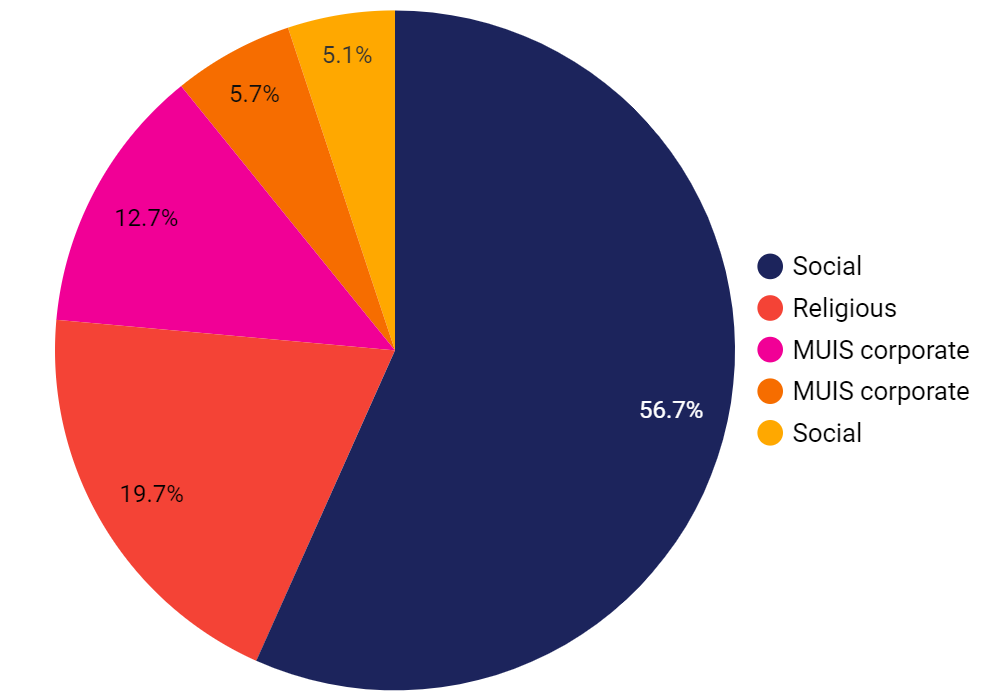 5.1%
5.7%
12.7%
19.7%
56.7%
Social
Religious
MUIS corporate
MUIS corporate
Social